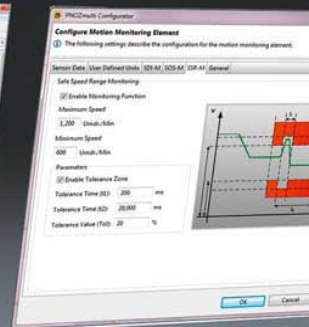 PNOZmulti Configurator
Configure Motion Monitoring Element
The following settings describe the configuration for the motion monitoring element.
Sensor Data User Defined Units SDI-M SOS-M SSR-M General
Safe Speed Range Monitoring
Enable Monitoring Function
Maximum Speed
1,200 Umdr./Min
Minimum Speed
600 Umdr./Min
Parameters
Enable Tolerance Zone
Tolerance Time (t1): 200 ms
Tolerance Time (t2): 20,000 ms
Tolerance Value (Tol): 20 %
OK Cancel